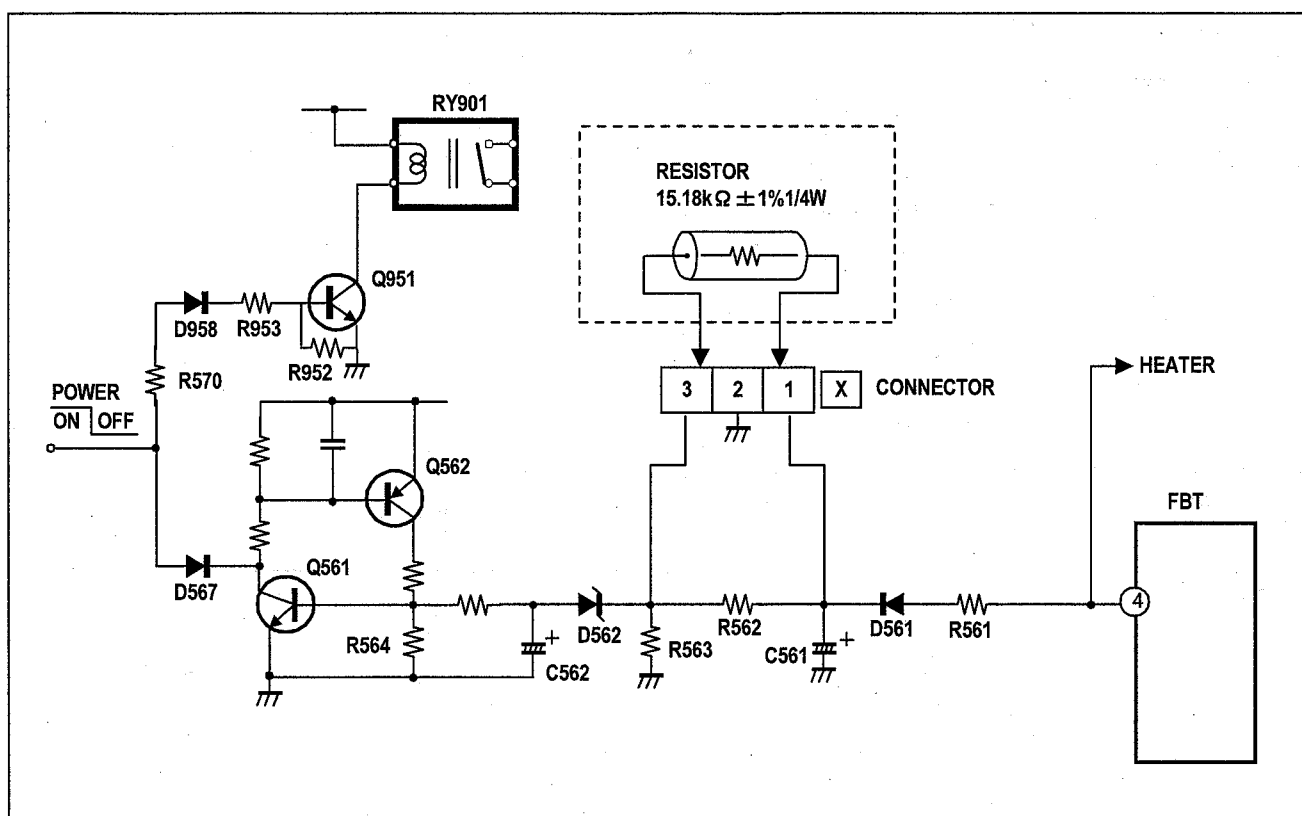 RY901
RESISTOR
15.18kΩ ±1%1/4W
Q951
D958
R953
R952
R570
POWER
ON OFF
3 2 1 X CONNECTOR
HEATER
Q562
FBT
D567
Q561
R564
C562
+
D562
R563
R562
C561
+
D561
R561
4